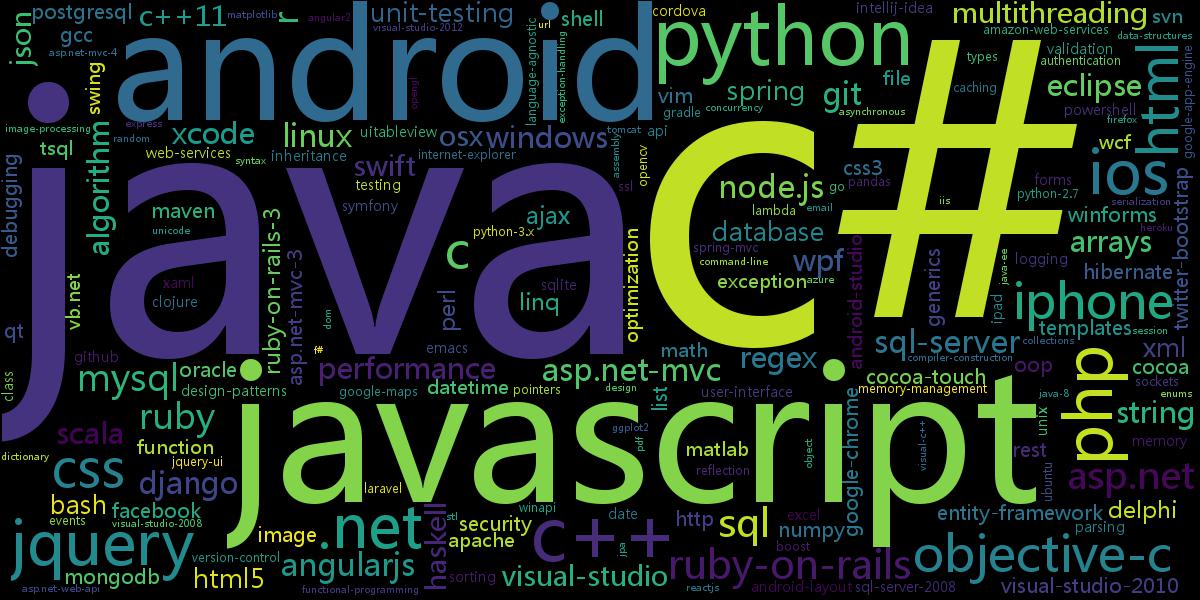 postgresql
c++11
matplotlib
r
angular2
unit-testing
url
shell
cordova
intellij-idea
multithreading
svn
json
gcc
asp.net-mvc-4
android
visual-studio-2012
language-agnostic
exception-handling
python
types
amazon-web-services
data-structures
validation
authentication
html
google-app-engine
swing
opengl
vim
spring
git
file
caching
eclipse
gradle
concurrency
asynchronous
powershell
firefox
image-processing
express
random
xcode
linux
uitableview
osx
windows
tomcat
api
wcf
tsql
algorithm
web-services
syntax
inheritance
internet-explorer
swift
testing
assembly
opencv
ssl
css3
pandas
node.js
go
ios
forms
python-2.7
serialization
debugging
java
c#
maven
unicode
symfony
ajax
python-3.x
lambda
email
iis
winforms
heroku
twitter-bootstrap
database
spring-mvc
command-line
wpf
arrays
java-ee
logging
ruby-on-rails-3
asp.net-mvc-3
c
optimization
exception
azure
android-studio
generics
hibernate
xaml
clojure
vb.net
perl
sqlite
linq
ipad
iphone
qt
dom
f#
emacs
math
regex
sql-server
compiler-construction
templates
session
collections
xml
github
mysql
oracle
design-patterns
performance
google-maps
datetime
pointers
asp.net-mvc
design
list
user-interface
cocoa-touch
memory-management
oop
java-8
php
cocoa
sockets
enums
class
ruby
javascript
ggplot2
pdf
matlab
reflection
object
google-chrome
visual-c++
unix
string
scala
function
memory
dictionary
jquery-ui
css
django
laravel
rest
ubuntu
asp.net
bash
facebook
events
visual-studio-2008
haskell
stl
security
winapi
date
http
sql
excel
numpy
entity-framework
delphi
parsing
jquery
image
.net
apache
c++
jpa
boost
objective-c
version-control
angularjs
mongodb
html5
sorting
visual-studio
ruby-on-rails
asp.net-web-api
functional-programming
reactjs
android-layout
sql-server-2008
visual-studio-2010